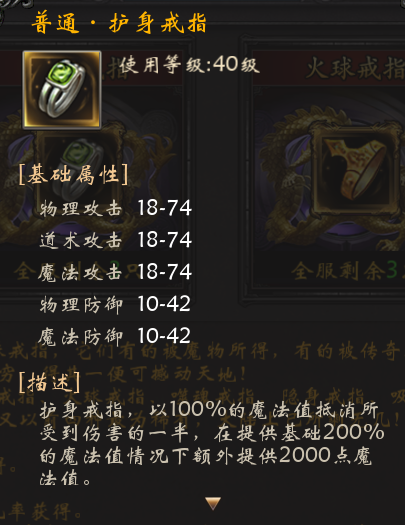 普通·护身戒指
使用等级:40级
火球戒指
[基础属性]
物理攻击 18-74
道术攻击 18-74
魔法攻击 18-74
物理防御 10-42
魔法防御 10-42
全服剩余3
[描述]
护身戒指，以100%的魔法值抵消所
受到伤害的一半，在提供基础200%
的魔法值情况下额外提供2000点魔
法值。
率获得。